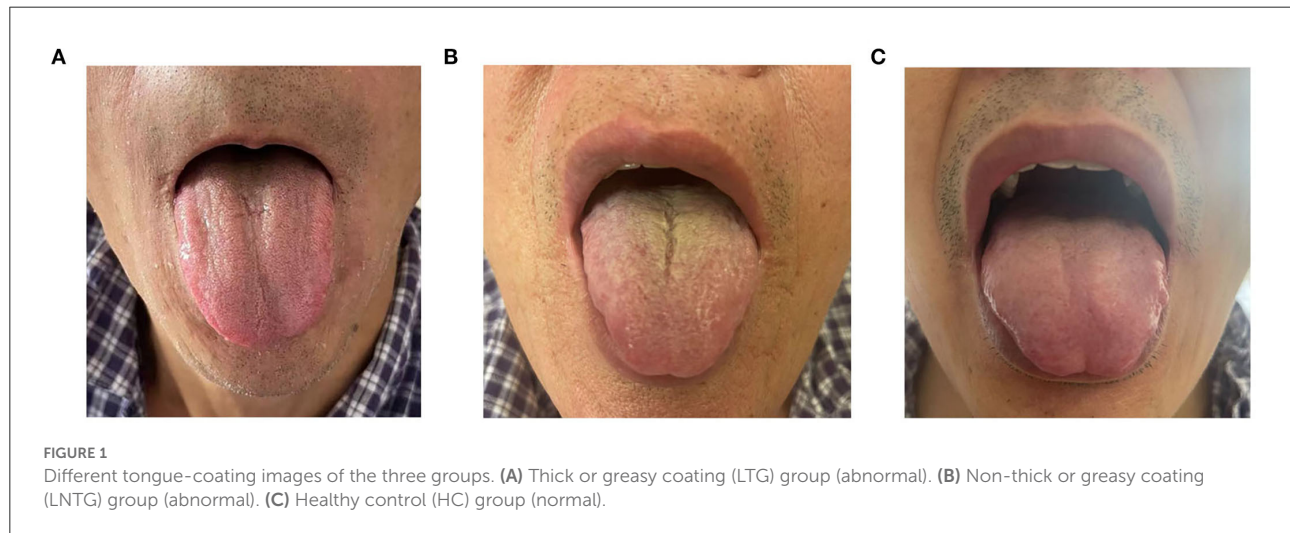 A B C
FIGURE 1
Different tongue-coating images of the three groups. (A) Thick or greasy coating (LTG) group (abnormal). (B) Non-thick or greasy coating
(LNTG) group (abnormal). (C) Healthy control (HC) group (normal).